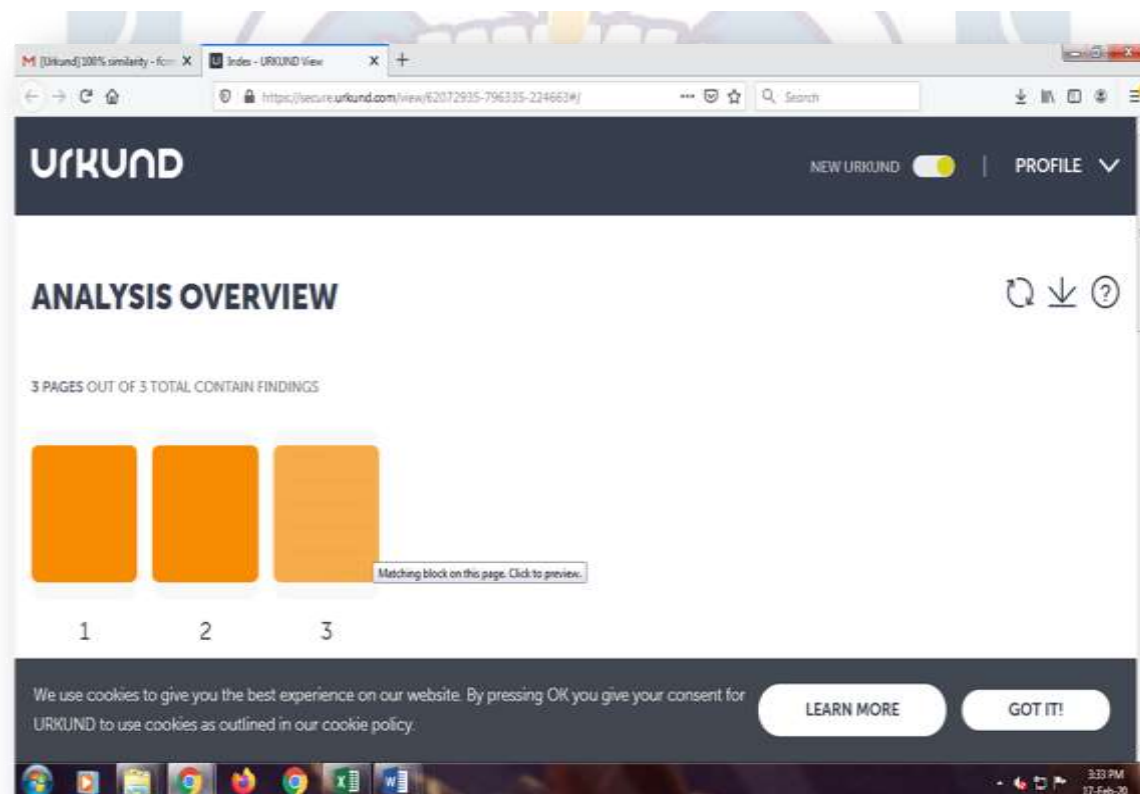 [Urkund] 100% similarity - for
Index - URKUND View
https://secure.urkund.com/view/62072935-796335-224663#/
Search
URKUND
NEW URKUND
PROFILE
ANALYSIS OVERVIEW
3 PAGES OUT OF 3 TOTAL CONTAIN FINDINGS
Matching block on this page. Click to preview.
1 2 3
We use cookies to give you the best experience on our website. By pressing OK you give your consent for
URKUND to use cookies as outlined in our cookie policy.
LEARN MORE
GOT IT!
3:33 PM
17-Feb-20